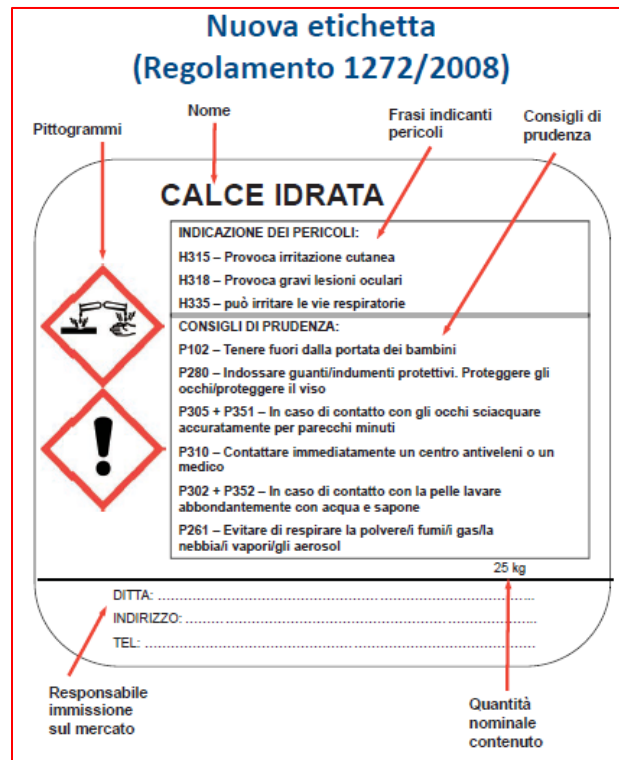 Nuova etichetta
(Regolamento 1272/2008)
Nome
Frasi indicanti
pericoli
Consigli di
prudenza
Pittogrammi
CALCE IDRATA
INDICAZIONE DEI PERICOLI:
H315 – Provoca irritazione cutanea
H318 – Provoca gravi lesioni oculari
H335 – può irritare le vie respiratorie
CONSIGLI DI PRUDENZA:
P102 – Tenere fuori dalla portata dei bambini
P280 – Indossare guanti/indumenti protettivi. Proteggere gli
occhi/proteggere il viso
P305 + P351 – In caso di contatto con gli occhi sciacquare
accuratamente per parecchi minuti
P310 – Contattare immediatamente un centro antiveleni o un
medico
P302 + P352 – In caso di contatto con la pelle lavare
abbondantemente con acqua e sapone
P261 – Evitare di respirare la polvere/i fumi/i gas/la
nebbia/i vapori/gli aerosol
25 kg
DITTA: ..........................................................................
INDIRIZZO: ....................................................................
TEL: ..............................................................................
Responsabile
immissione
sul mercato
Quantità
nominale
contenuto